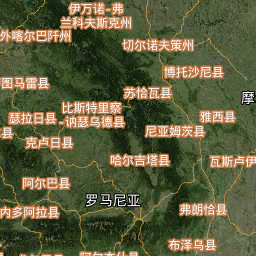 伊万诺-弗
兰科夫斯克州
外喀尔巴阡州
切尔诺夫策州
博托沙尼县
图马雷县
苏恰瓦县
摩
比斯特里察
-讷瑟乌德县
瑟拉日县
雅西县
尼亚姆茨县
县
克卢日县
哈尔吉塔县
瓦斯卢伊
阿尔巴县
罗马尼亚
内多阿拉县
弗朗恰县
布泽乌县